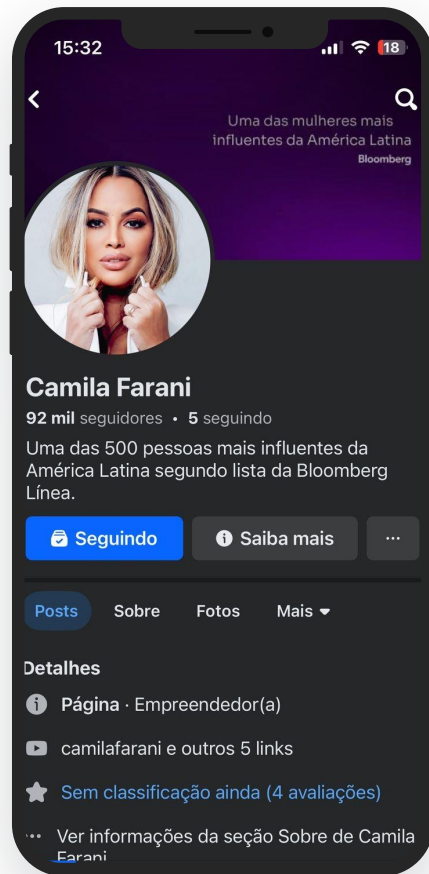 15:32
18
Uma das mulheres mais
influentes da América Latina
Bloomberg
Camila Farani
92 mil seguidores • 5 seguindo
Uma das 500 pessoas mais influentes da
América Latina segundo lista da Bloomberg
Línea.
Seguindo
Saiba mais
...
Posts
Sobre
Fotos
Mais
Detalhes
Página · Empreendedor(a)
camilafarani e outros 5 links
Sem classificação ainda (4 avaliações)
Ver informações da seção Sobre de Camila
Farani